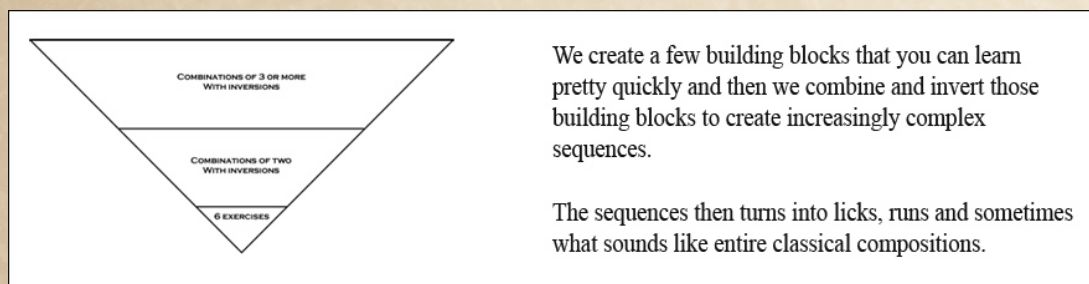 COMBINATIONS OF 3 OR MORE
WITH INVERSIONS
COMBINATIONS OF TWO
WITH INVERSIONS
6 EXERCISES
We create a few building blocks that you can learn
pretty quickly and then we combine and invert those
building blocks to create increasingly complex
sequences.
The sequences then turns into licks, runs and sometimes
what sounds like entire classical compositions.